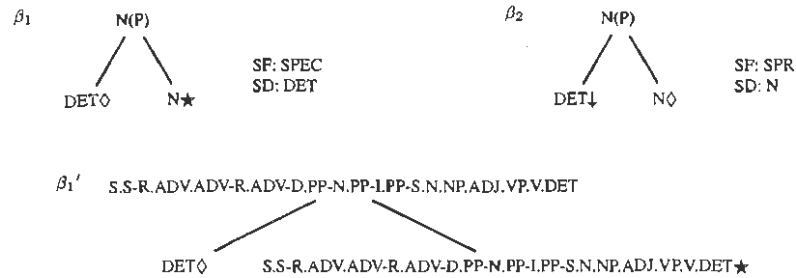 β1 N(P) β2 N(P)
SF: SPEC SF: SPR
SD: DET SD: N
DET◊ N★ DET↓ N◊
β1′ S.S-R.ADV.ADV-R.ADV-D.PP-N.PP-I.PP-S.N.NP.ADJ.VP.V.DET
DET◊ S.S-R.ADV.ADV-R.ADV-D.PP-N.PP-I.PP-S.N.NP.ADJ.VP.V.DET★